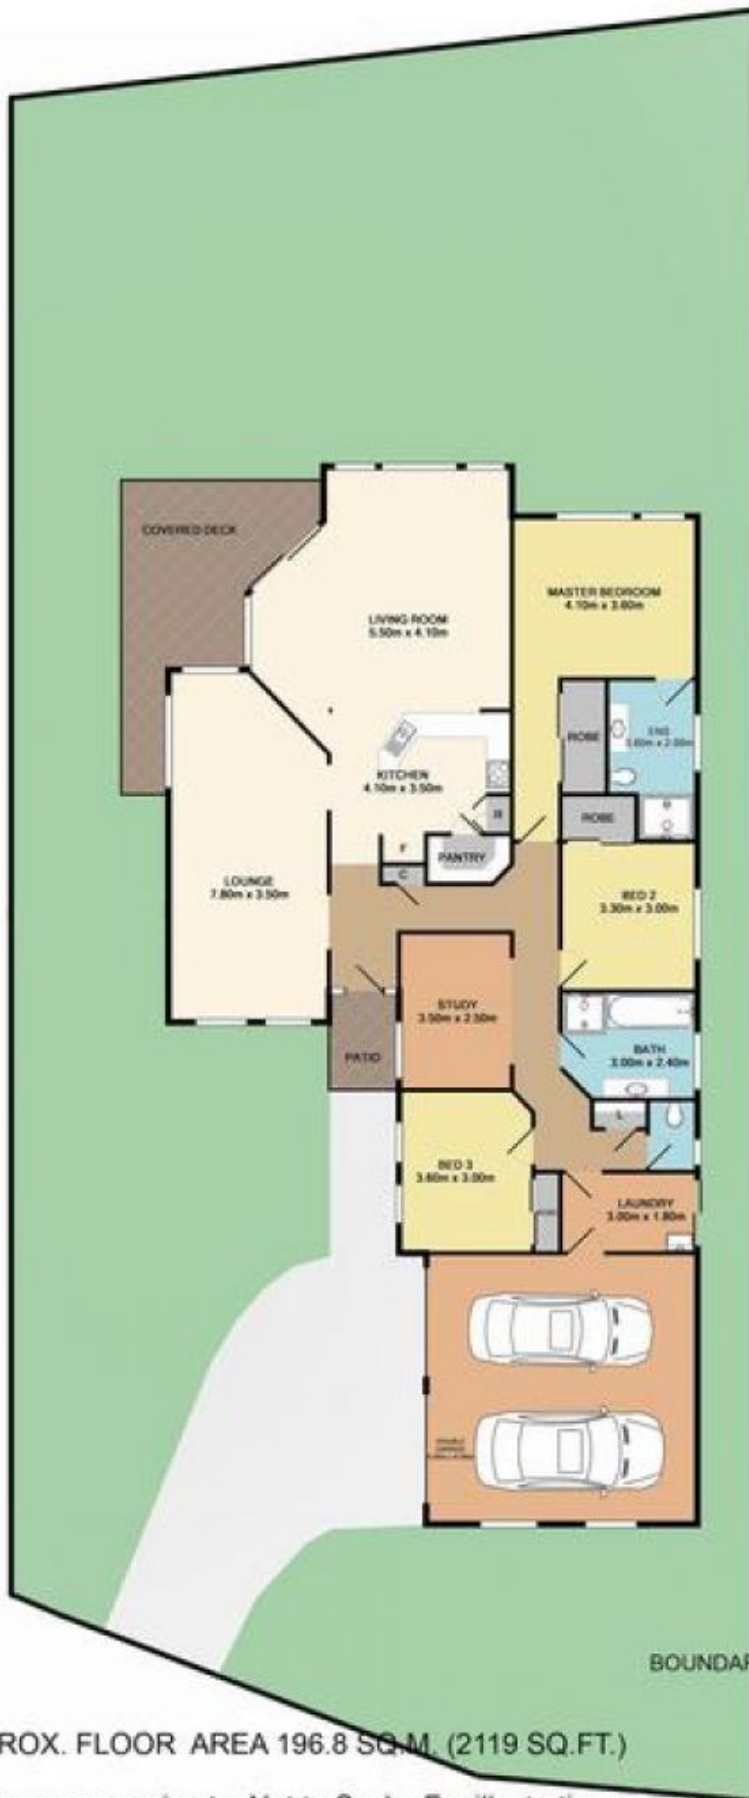 COVERED DECK
LIVING ROOM
5.50m x 4.10m
MASTER BEDROOM
4.10m x 3.60m
ROBE
ENS
2.00m
KITCHEN
4.10m x 3.50m
R
ROBE
F
PANTRY
C
LOUNGE
7.80m x 3.50m
BED 2
3.30m x 3.00m
STUDY
3.50m x 2.50m
PATIO
BATH
3.00m x 2.40m
L
BED 3
3.60m x 3.00m
LAUNDRY
3.00m x 1.80m
BOUNDAR
ROX. FLOOR AREA 196.8 SQ.M. (2119 SQ.FT.)